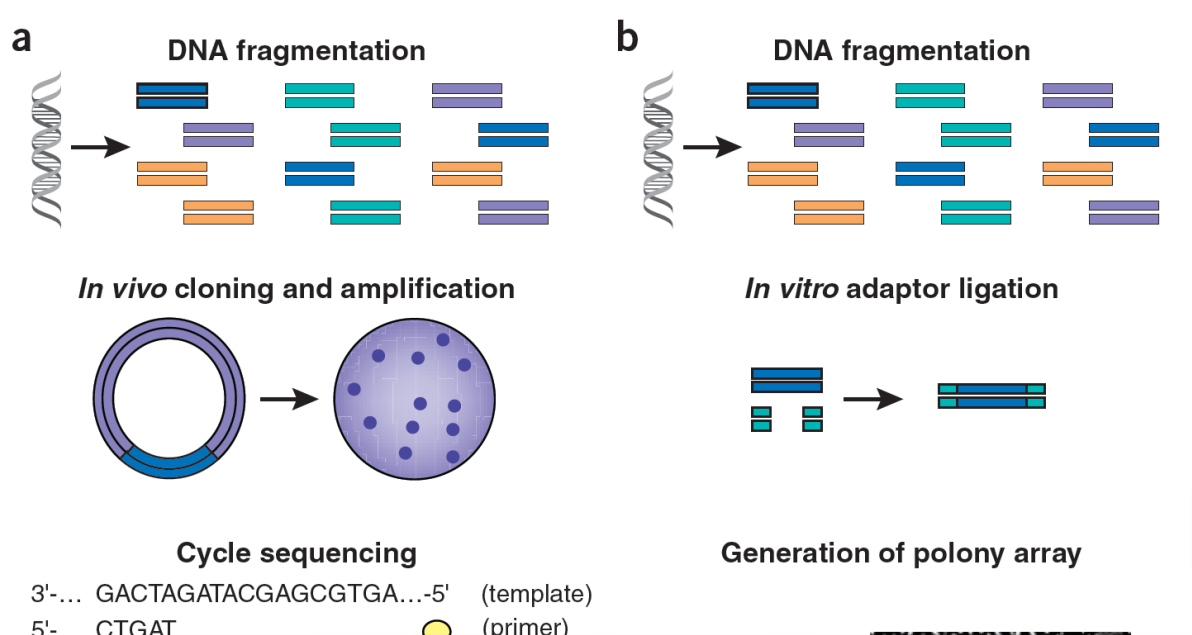 a
DNA fragmentation
In vivo cloning and amplification
Cycle sequencing
3'-... GACTAGATACGAGCGTGA...-5' (template)
5'- CTGAT (primer)
b
DNA fragmentation
In vitro adaptor ligation
Generation of polony array